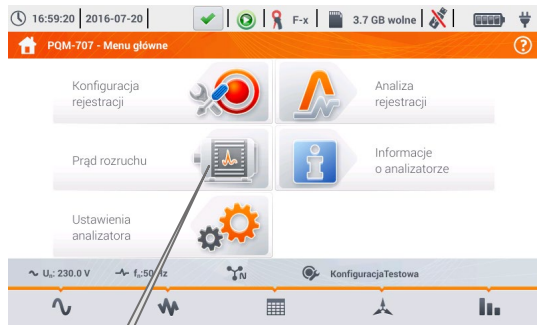 16:59:20 2016-07-20 F-x 3.7 GB wolne
PQM-707 - Menu główne ?
Konfiguracja
rejestracji
Analiza
rejestracji
Prąd rozruchu
Informacje
o analizatorze
Ustawienia
analizatora
Uₙ: 230.0 V fₙ:50 Hz N KonfiguracjaTestowa